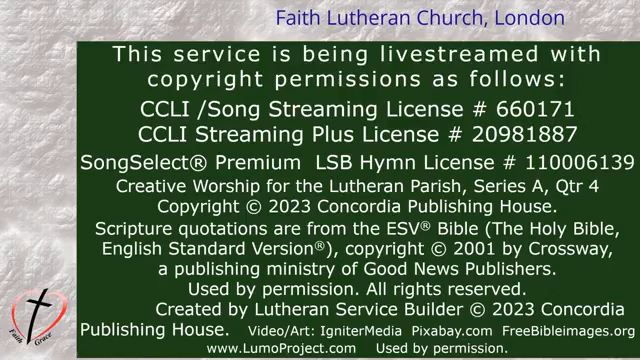 Faith Lutheran Church, London
This service is being livestreamed with
copyright permissions as follows:
CCLI /Song Streaming License # 660171
CCLI Streaming Plus License # 20981887
SongSelect® Premium LSB Hymn License # 110006139
Creative Worship for the Lutheran Parish, Series A, Qtr 4
Copyright © 2023 Concordia Publishing House.
Scripture quotations are from the ESV® Bible (The Holy Bible,
English Standard Version®), copyright © 2001 by Crossway,
a publishing ministry of Good News Publishers.
Used by permission. All rights reserved.
Created by Lutheran Service Builder © 2023 Concordia
Publishing House. Video/Art: IgniterMedia Pixabay.com FreeBibleimages.org
www.LumoProject.com Used by permission.
Faith Grace